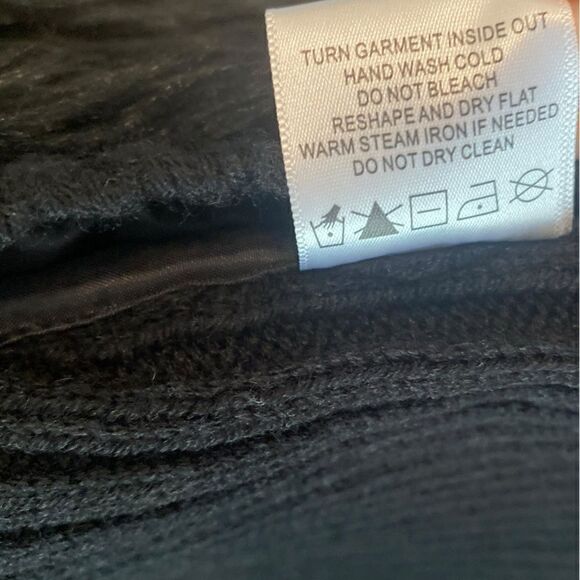 TURN GARMENT INSIDE OUT
HAND WASH COLD
DO NOT BLEACH
RESHAPE AND DRY FLAT
WARM STEAM IRON IF NEEDED
DO NOT DRY CLEAN